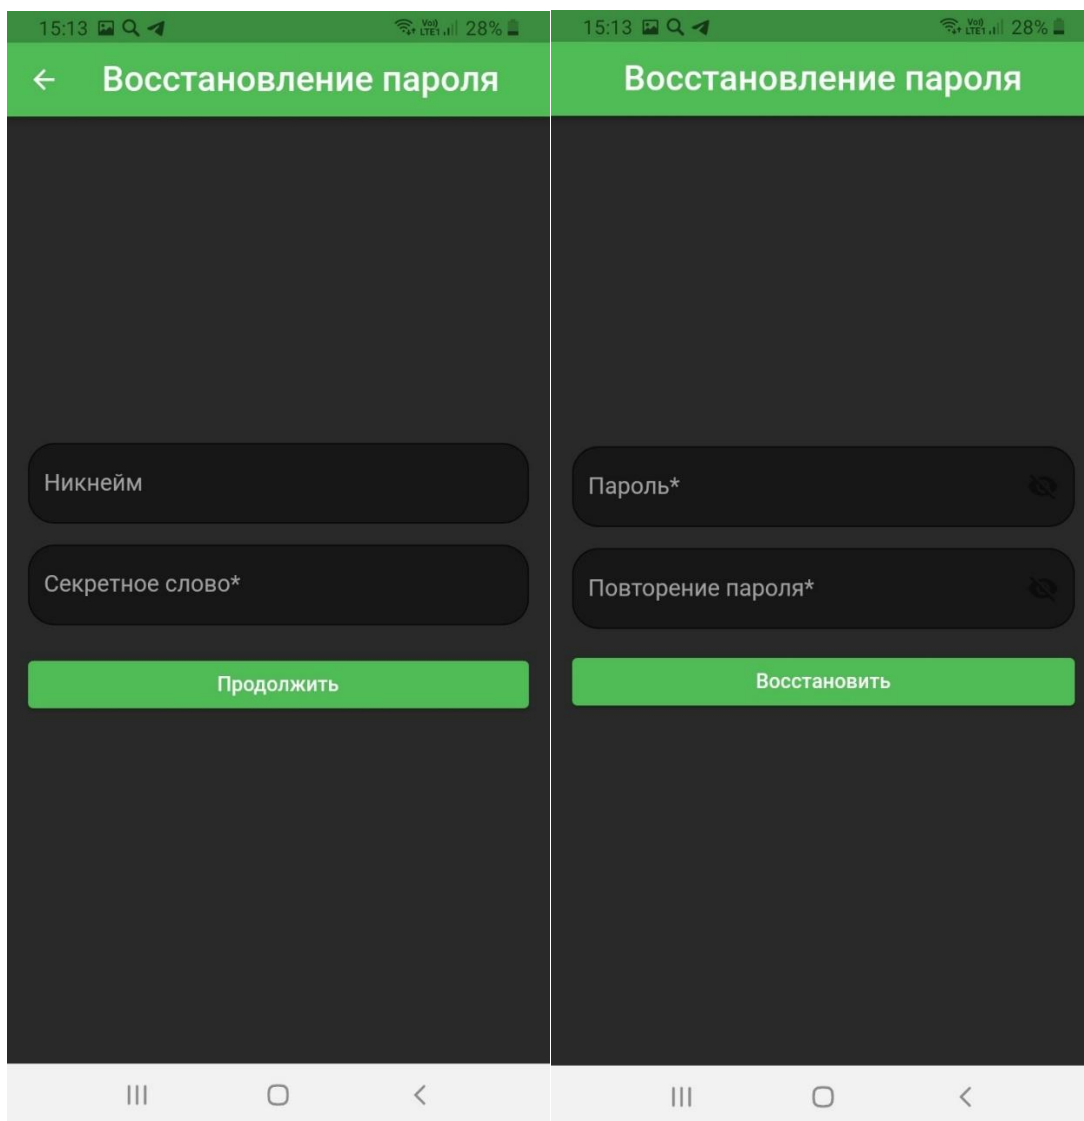 15:13
28%
Восстановление пароля
Никнейм
Секретное слово*
Продолжить
15:13
28%
Восстановление пароля
Пароль*
Повторение пароля*
Восстановить